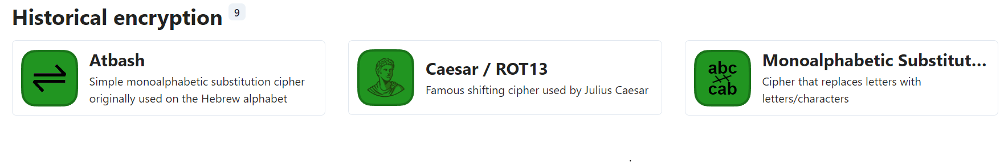 Historical encryption 9
Atbash
Simple monoalphabetic substitution cipher
originally used on the Hebrew alphabet
Caesar / ROT13
Famous shifting cipher used by Julius Caesar
abc
cab
Monoalphabetic Substitut...
Cipher that replaces letters with
letters/characters